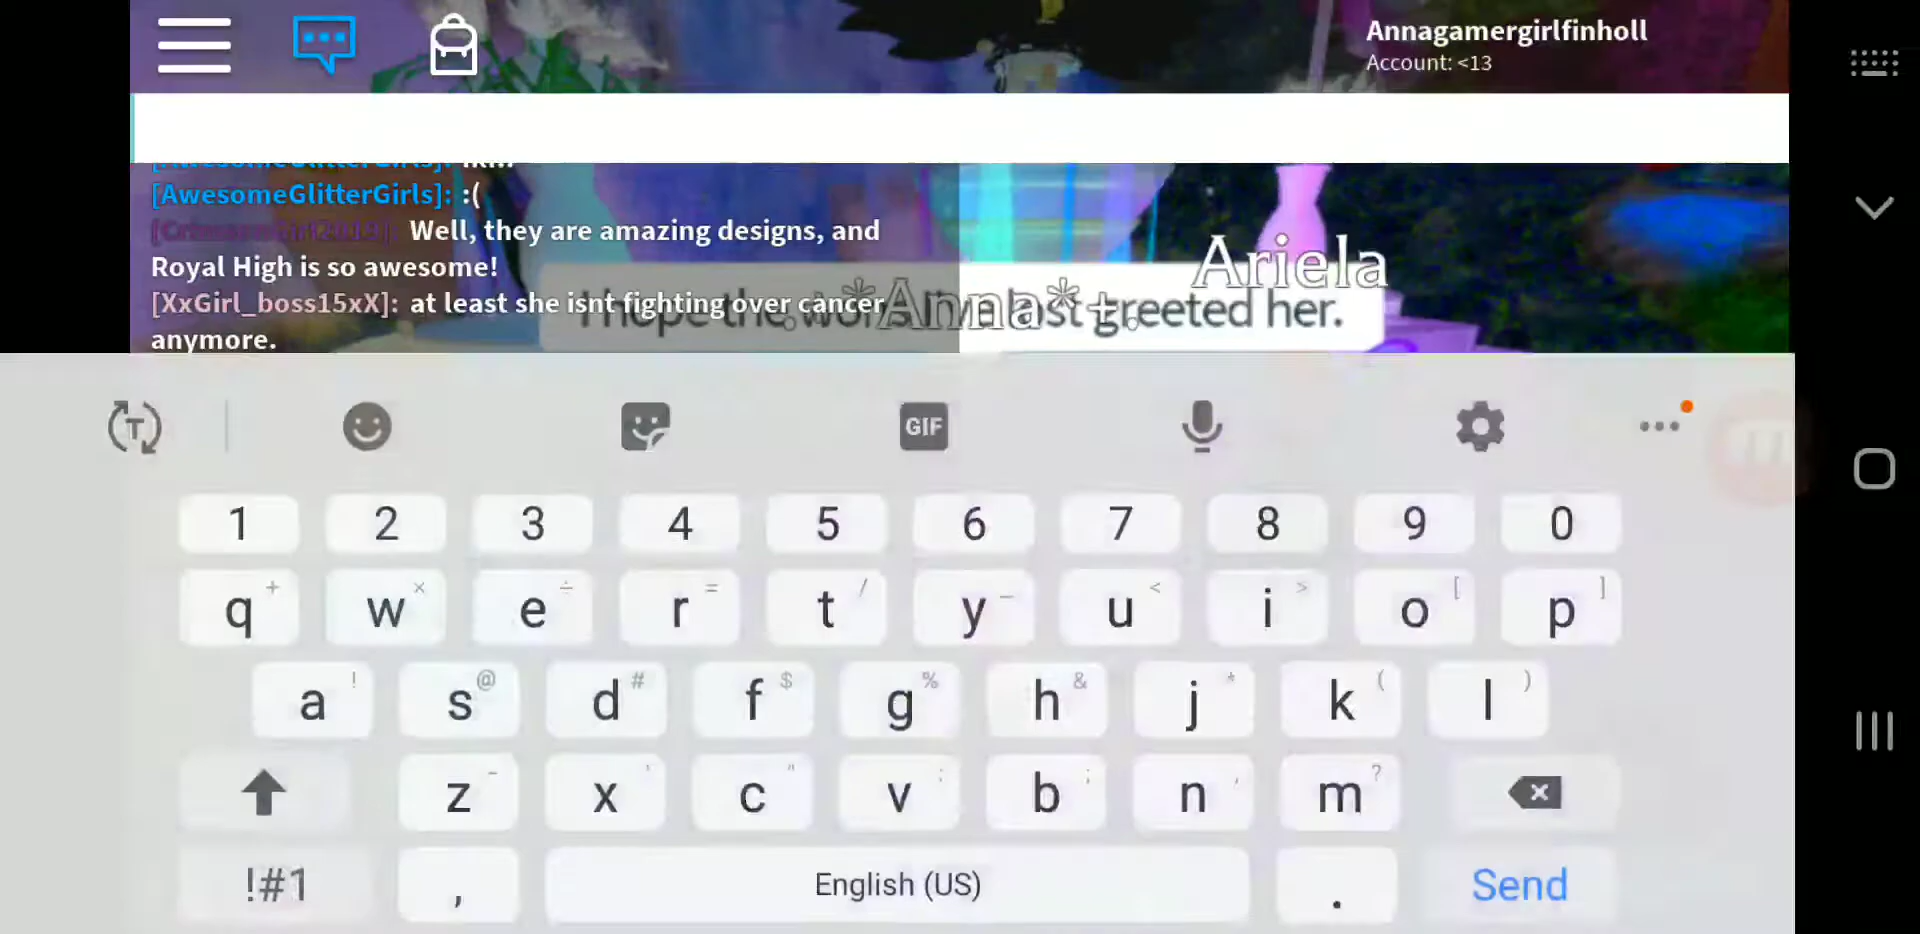 Annagamergirlfinholl
Account: <13
[AwesomeGlitterGirls]: :(
Well, they are amazing designs, and
Royal High is so awesome!
[XxGirl_boss15xX]: at least she isnt fighting over cancer
anymore.
Ariela
*Anna*
I hope the greeted her.
T
GIF
1 2 3 4 5 6 7 8 9 0
q w e r t y u i o p
a s d f g h j k l
z x c v b n m
!#1 , English (US) . Send